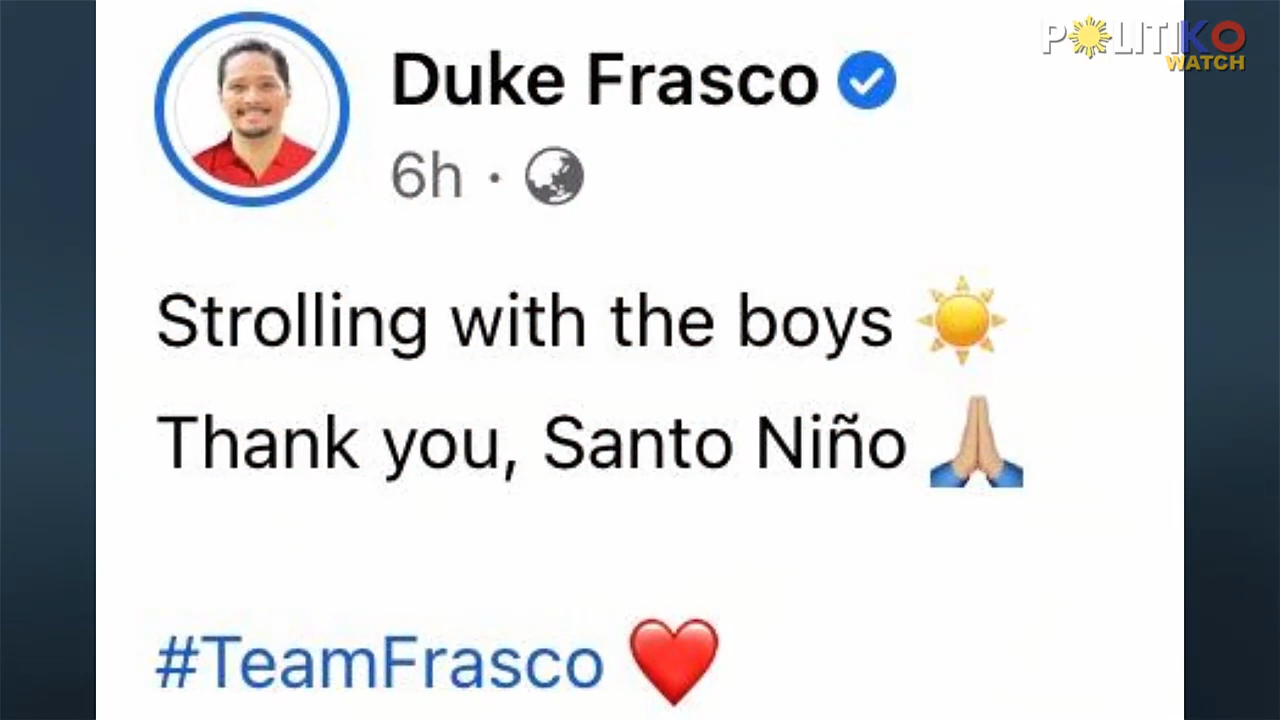 POLITIKO
WATCH
Duke Frasco
6h ·
Strolling with the boys ☀️
Thank you, Santo Niño 🙏🏼
#TeamFrasco ❤️